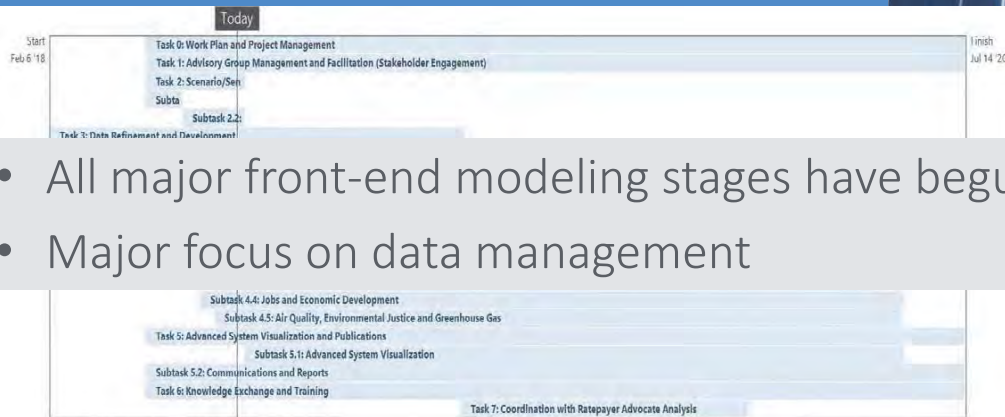 Today
Start
Feb 6 '18
Finish
Jul 14 '20
Task 0: Work Plan and Project Management
Task 1: Advisory Group Management and Facilitation (Stakeholder Engagement)
Task 2: Scenario/Sen
Subta
Subtask 2.2:
Task 3: Data Refinement and Development
• All major front-end modeling stages have begu
• Major focus on data management
Subtask 4.4: Jobs and Economic Development
Subtask 4.5: Air Quality, Environmental Justice and Greenhouse Gas
Task 5: Advanced System Visualization and Publications
Subtask 5.1: Advanced System Visualization
Subtask 5.2: Communications and Reports
Task 6: Knowledge Exchange and Training
Task 7: Coordination with Ratepayer Advocate Analysis